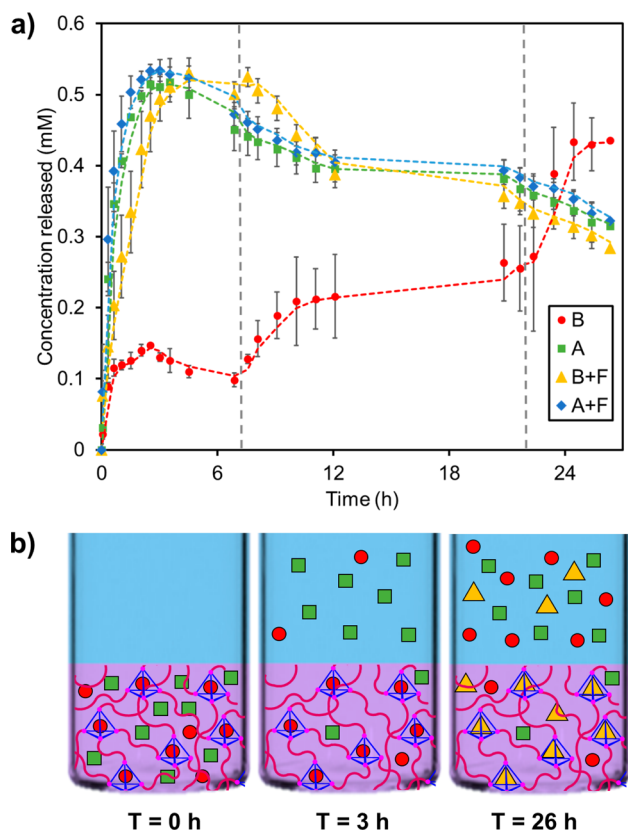 a)
0.6
0.5
0.4
0.3
0.2
0.1
0
Concentration released (mM)
0 6 12 18 24
Time (h)
B
A
B+F
A+F
b)
T = 0 h T = 3 h T = 26 h